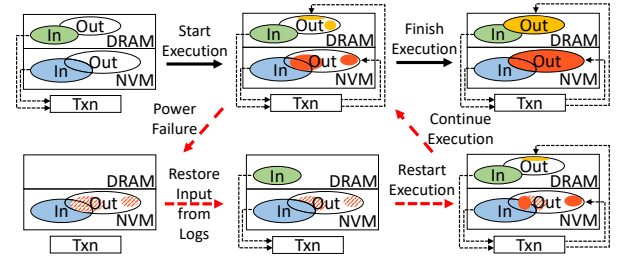 Out
In
DRAM
In
Out
NVM
Txn
Start
Execution
Out
In
DRAM
In
Out
NVM
Txn
Finish
Execution
Out
In
DRAM
In
Out
NVM
Txn
Power
Failure
Continue
Execution
DRAM
In
Out
NVM
Txn
Restore
Input
from
Logs
In
DRAM
In
Out
NVM
Txn
Restart
Execution
Out
In
DRAM
In
Out
NVM
Txn